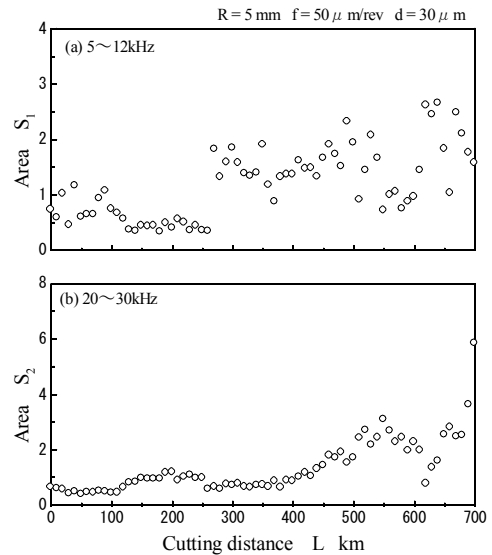 R = 5 mm f = 50 μ m/rev d = 30 μ m
(a) 5～12kHz
Area S₁
4
3
2
1
0
(b) 20～30kHz
Area S₂
8
6
4
2
0
0 100 200 300 400 500 600 700
Cutting distance L km